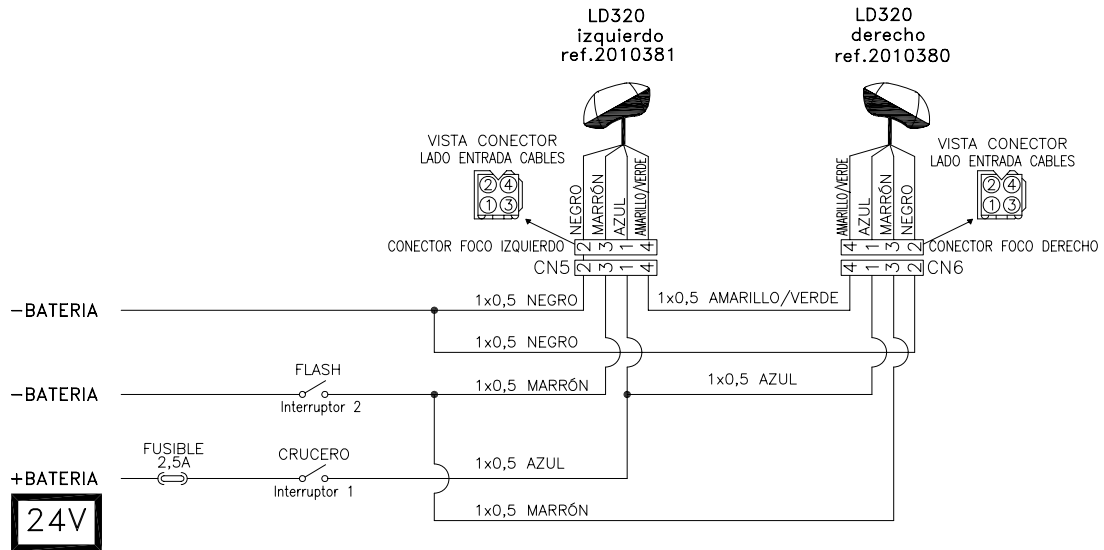 LD320
izquierdo
ref.2010381
LD320
derecho
ref.2010380
VISTA CONECTOR
LADO ENTRADA CABLES
2 4
1 3
NEGRO
MARRÓN
AZUL
AMARILLO/VERDE
AMARILLO/VERDE
AZUL
MARRÓN
NEGRO
VISTA CONECTOR
LADO ENTRADA CABLES
2 4
1 3
CONECTOR FOCO IZQUIERDO 2 3 1 4
4 1 3 2 CONECTOR FOCO DERECHO
CN5 2 3 1 4
4 1 3 2 CN6
-BATERIA
1x0,5 NEGRO
1x0,5 AMARILLO/VERDE
1x0,5 NEGRO
-BATERIA
FLASH
Interruptor 2
1x0,5 MARRÓN
1x0,5 AZUL
+BATERIA
FUSIBLE
2,5A
CRUCERO
Interruptor 1
1x0,5 AZUL
1x0,5 MARRÓN
24V